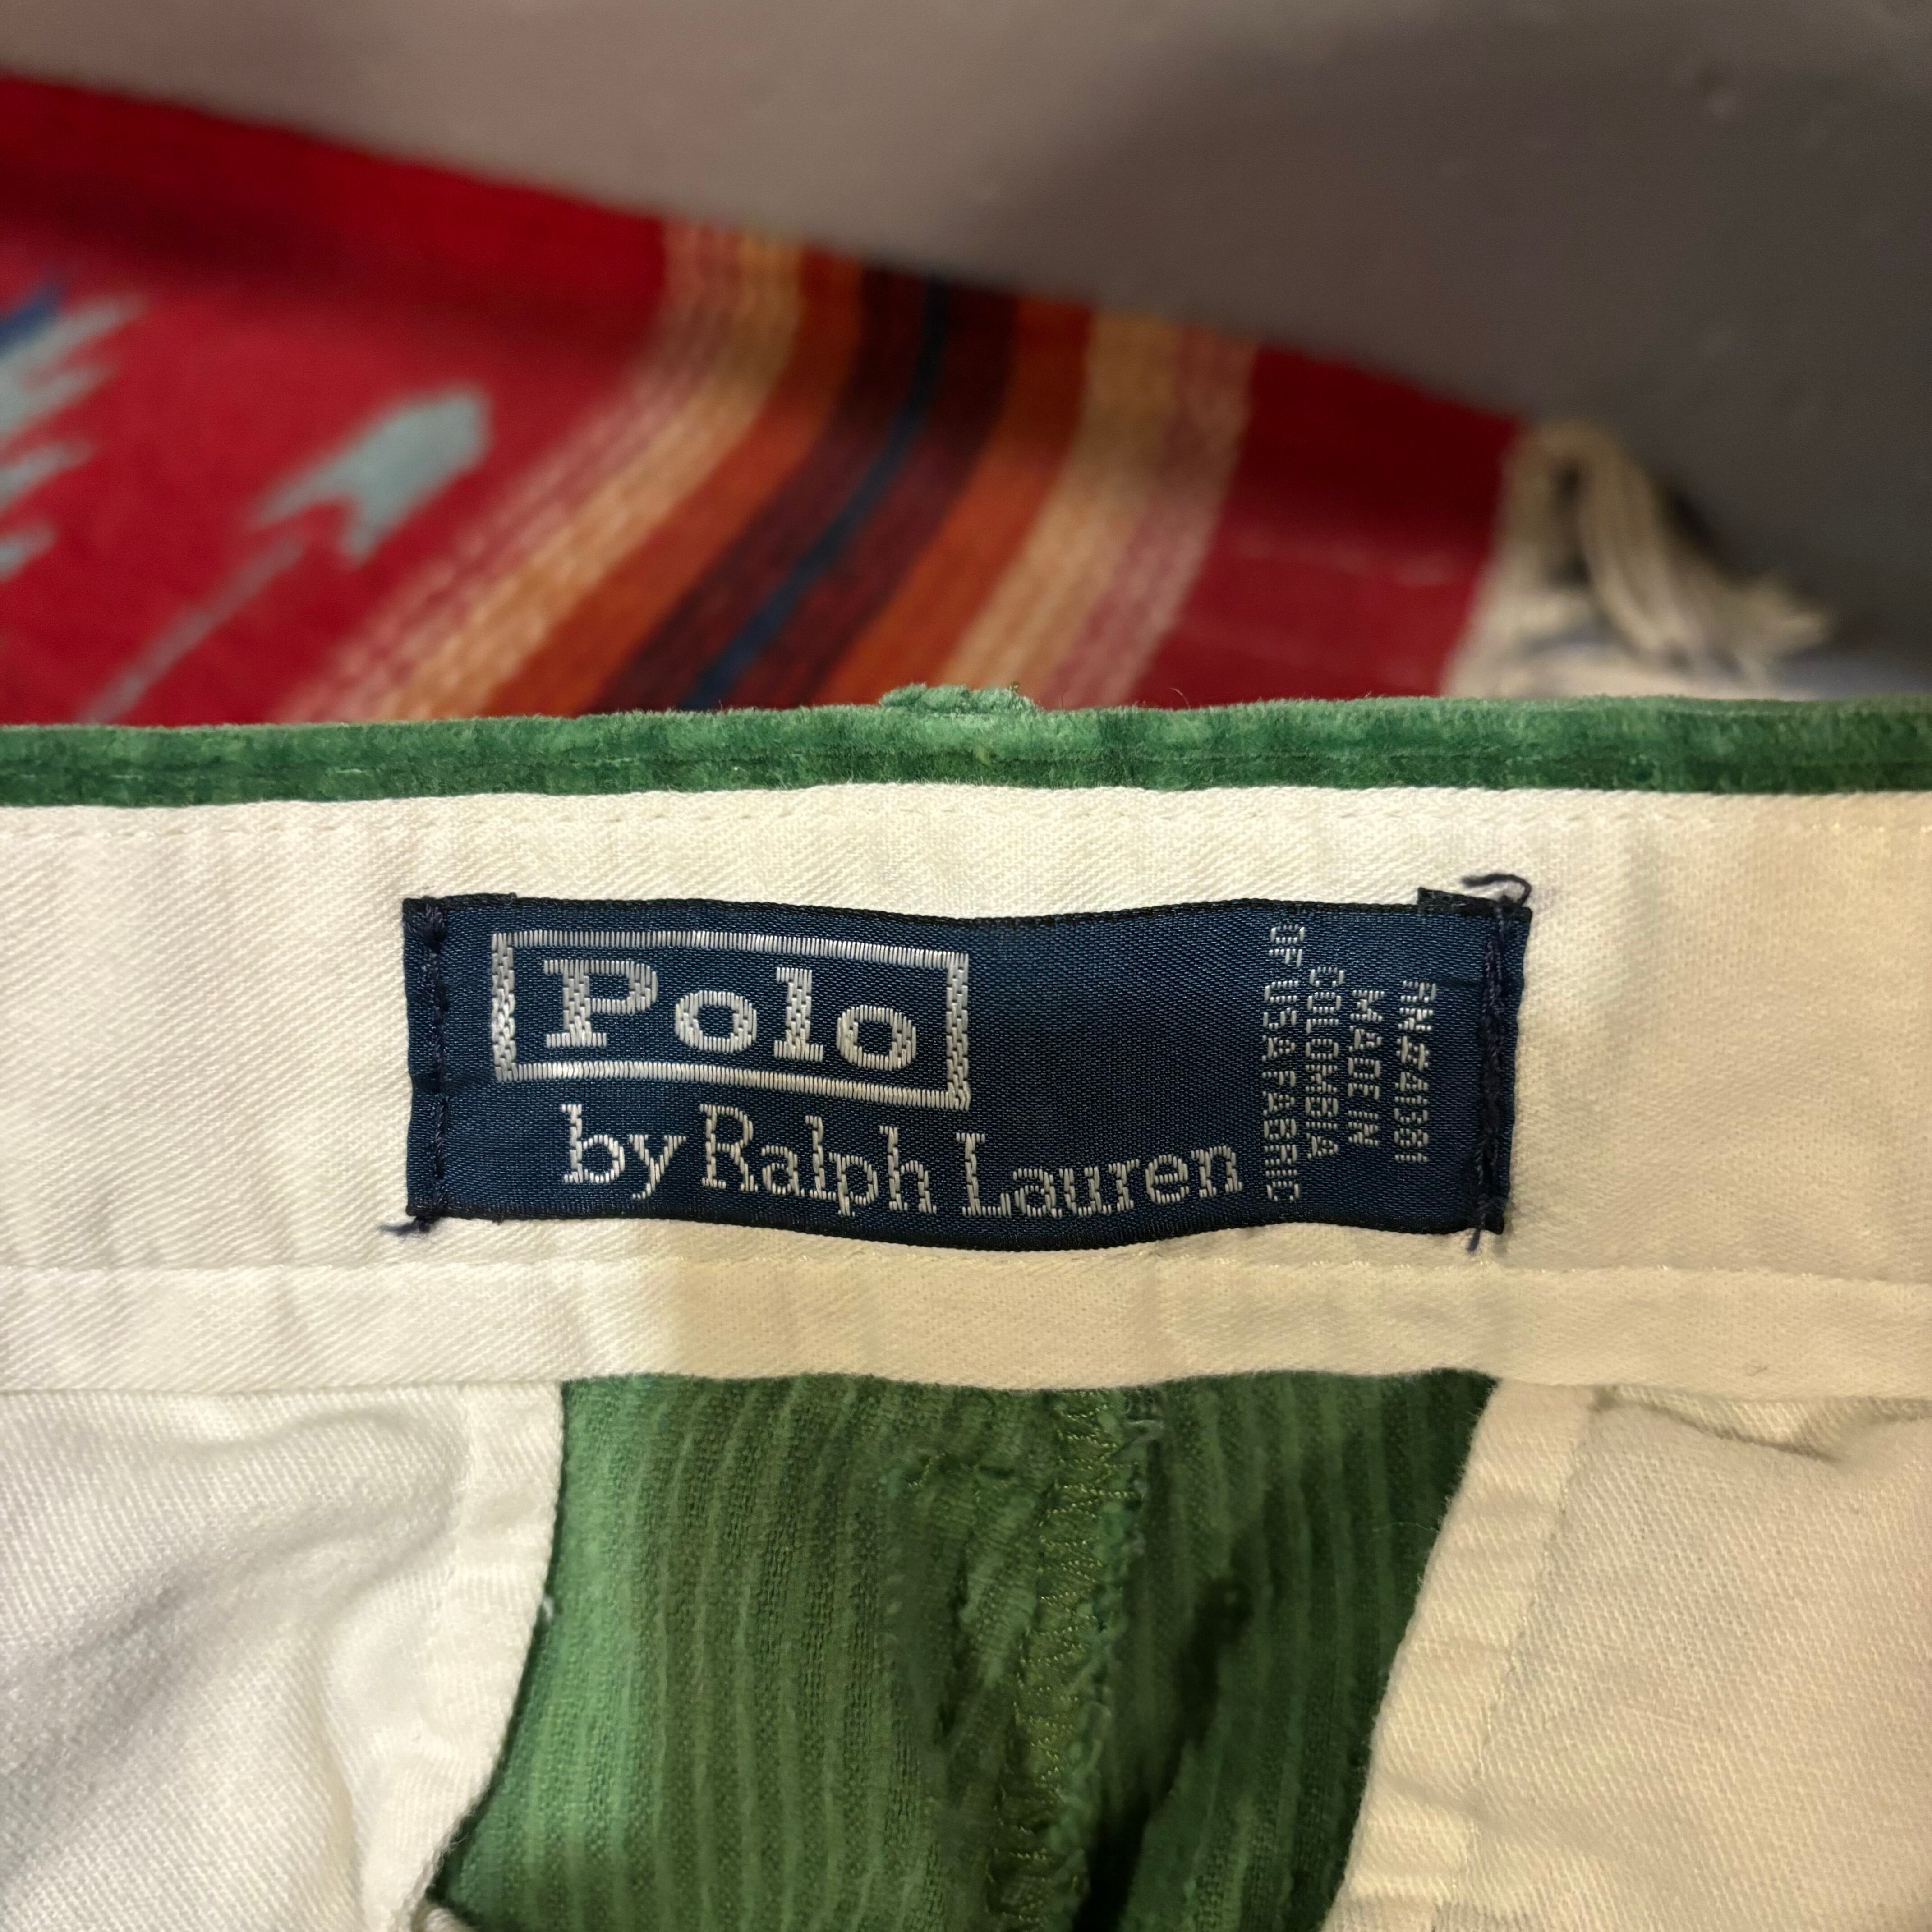 Polo
by Ralph Lauren
RN#41381
MADE IN
COLOMBIA
OF USA FABRIC